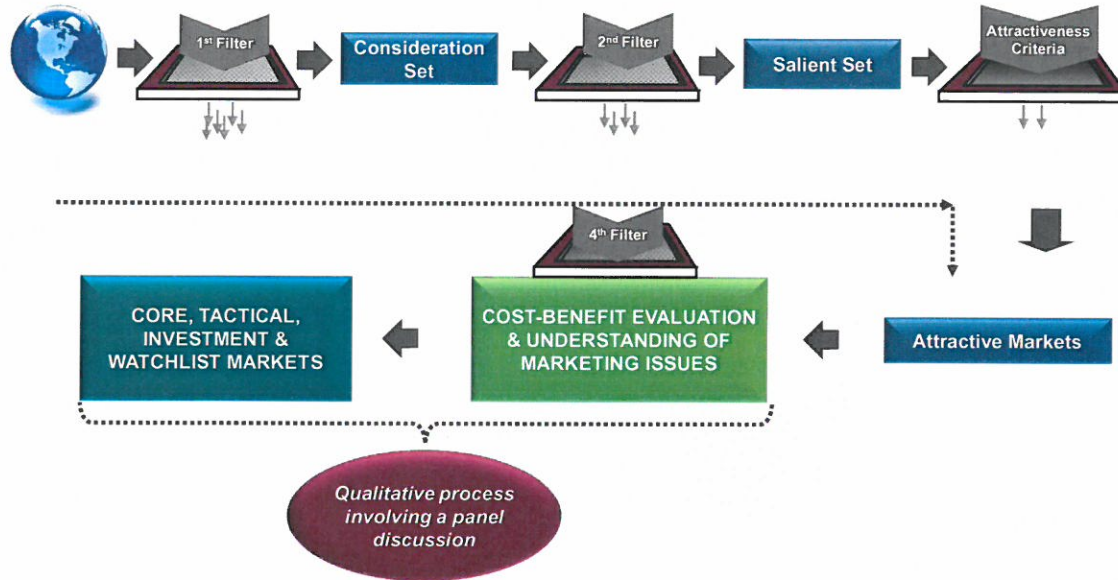 1st Filter
Consideration
Set
2nd Filter
Salient Set
Attractiveness
Criteria
4th Filter
CORE, TACTICAL,
INVESTMENT &
WATCHLIST MARKETS
COST-BENEFIT EVALUATION
& UNDERSTANDING OF
MARKETING ISSUES
Attractive Markets
Qualitative process
involving a panel
discussion